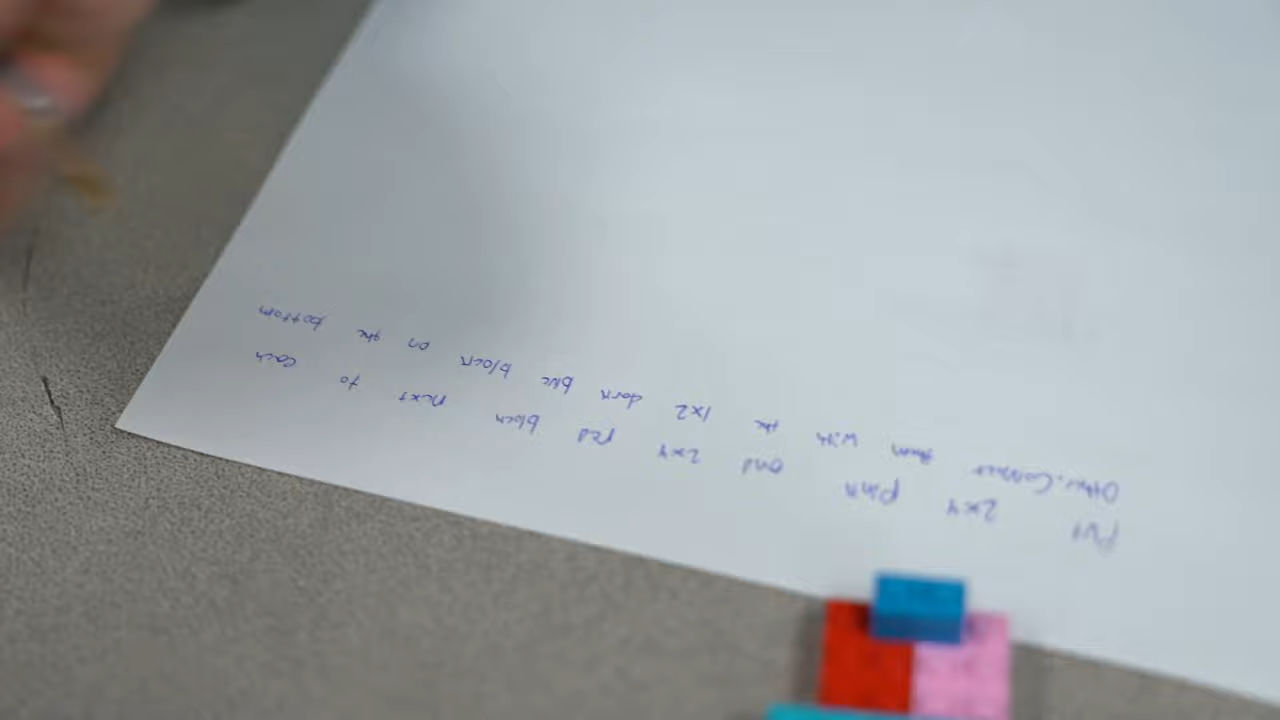 Put 2x4 pink and 2x4 red block next to each
other. Connect them with the 1x2 dark blue block on the bottom